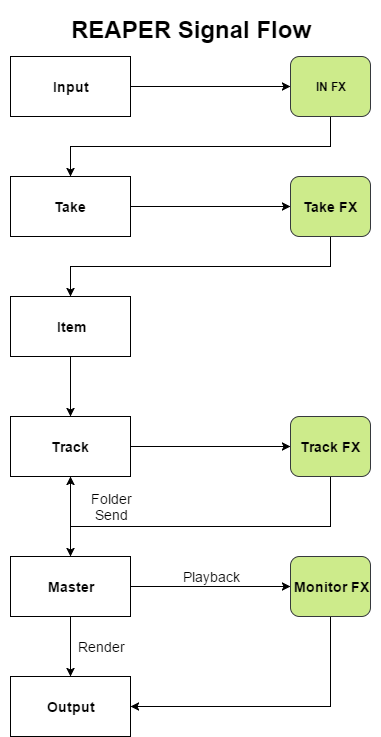 REAPER Signal Flow
Input
IN FX
Take
Take FX
Item
Track
Track FX
Folder
Send
Master
Playback
Monitor FX
Render
Output